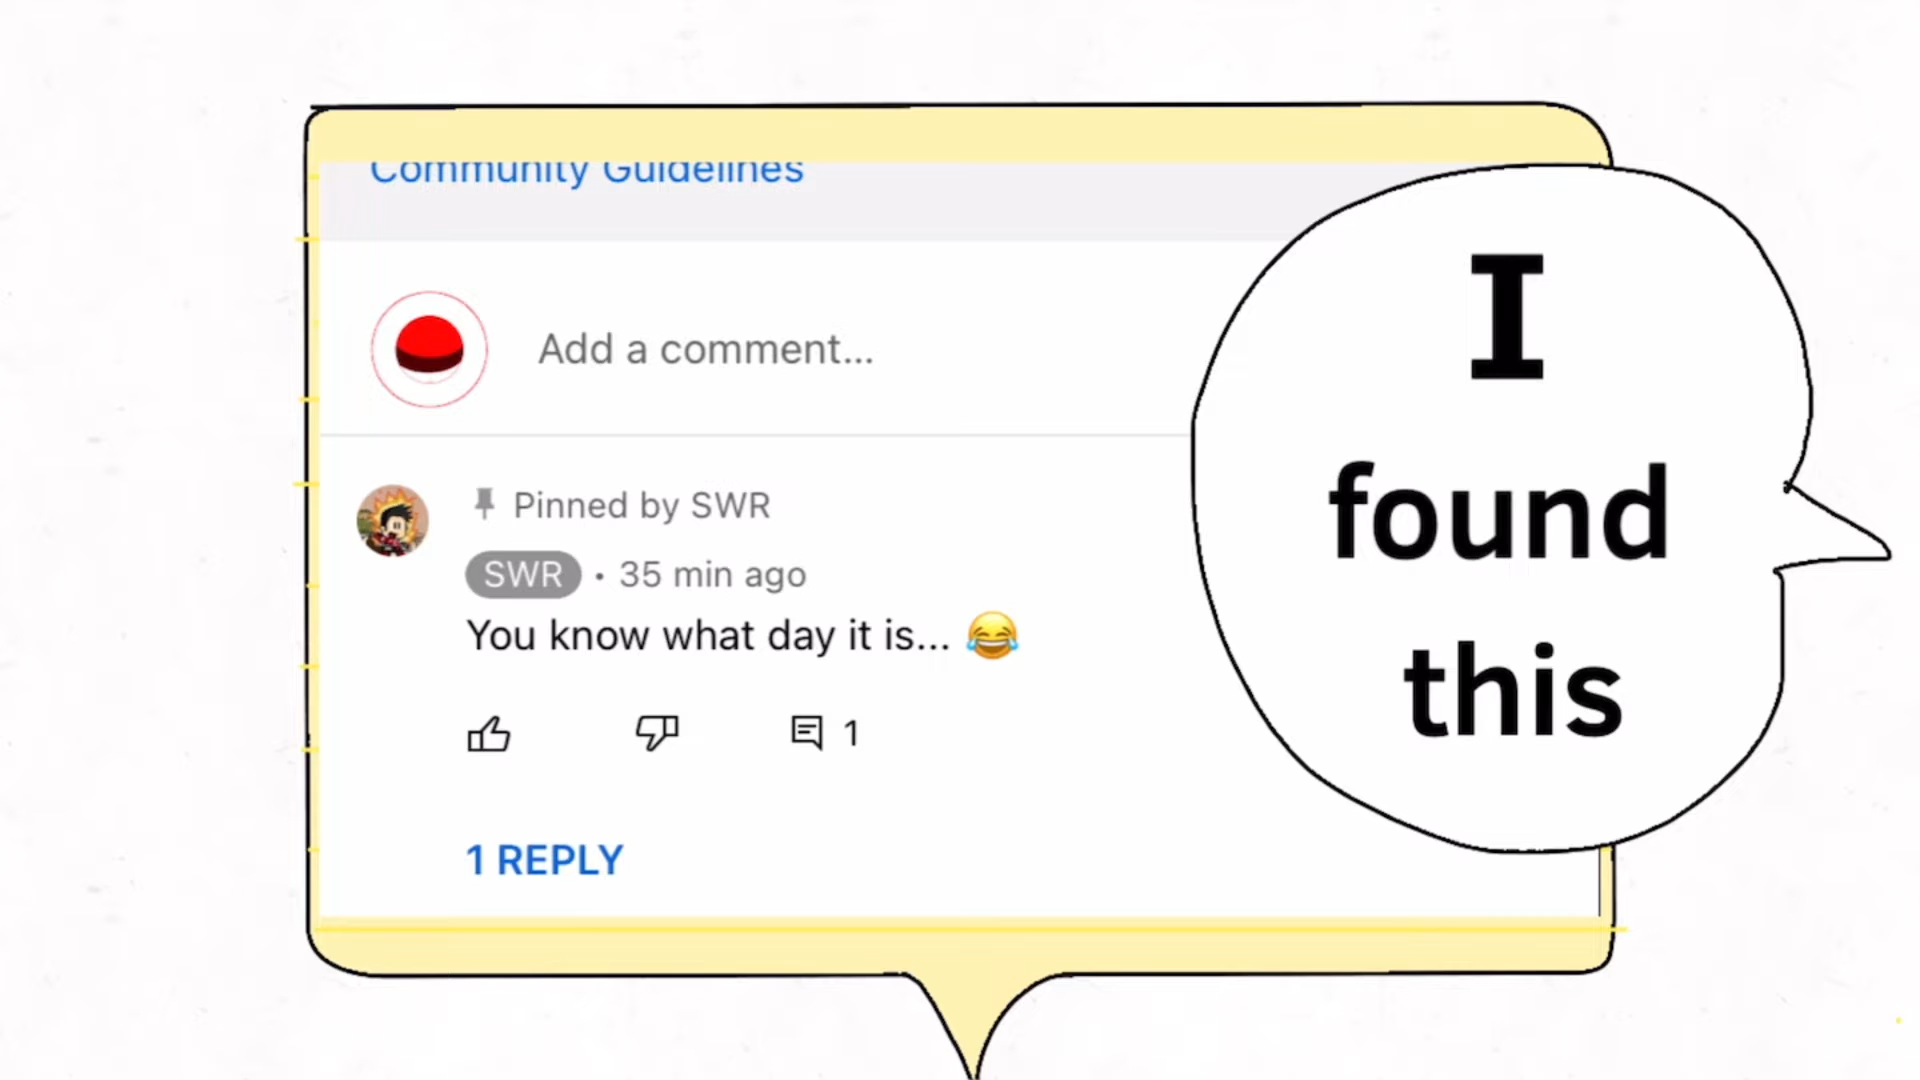 Community Guidelines
Add a comment...
Pinned by SWR
SWR • 35 min ago
You know what day it is... 😂
1
1 REPLY
I
found
this